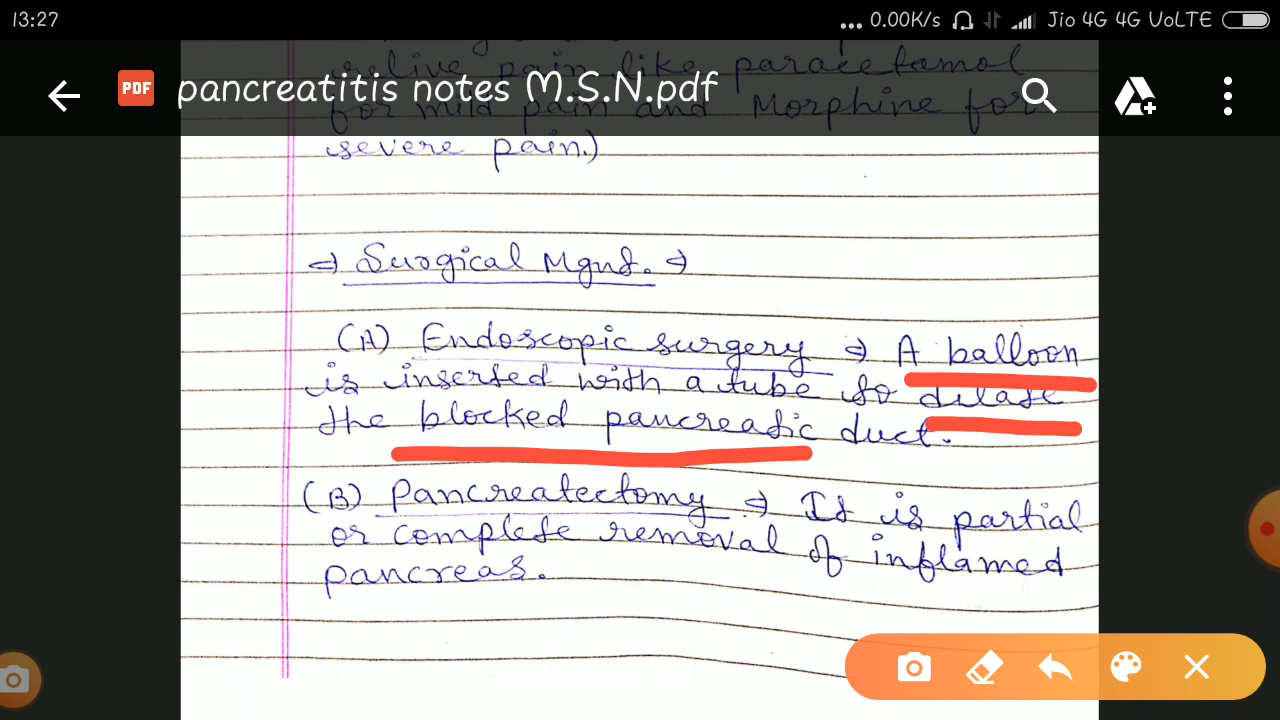 13:27 ... 0.00K/s Jio 4G 4G VoLTE
PDF pancreatitis notes M.S.N.pdf
relive pain like paracetamol
for mild pain and Morphine for
severe pain.)
⇒ Surgical Mgnt. ⇒
(A) Endoscopic surgery ⇒ A balloon
is inserted with a tube to dilate
the blocked pancreatic duct.
(B) Pancreatectomy ⇒ It is partial
or complete removal of inflamed
pancreas.